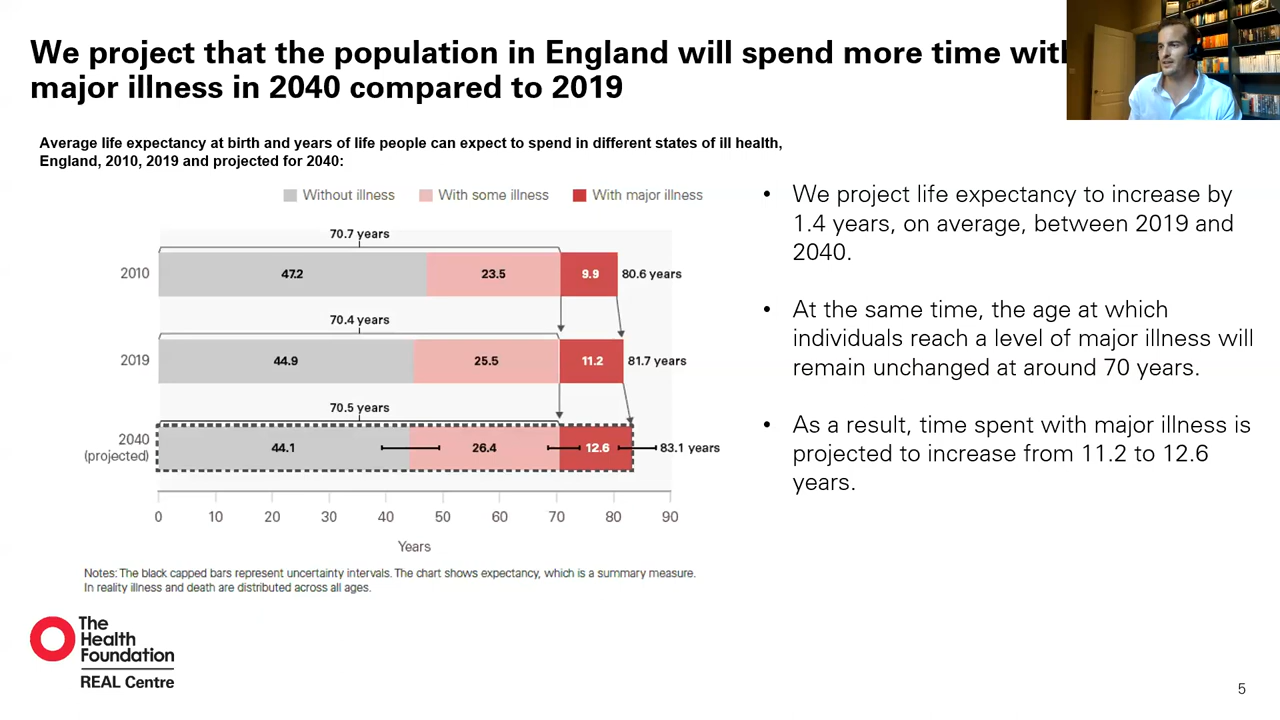 We project that the population in England will spend more time with
major illness in 2040 compared to 2019
Average life expectancy at birth and years of life people can expect to spend in different states of ill health,
England, 2010, 2019 and projected for 2040:
Without illness With some illness With major illness
70.7 years
2010 47.2 23.5 9.9 80.6 years
70.4 years
2019 44.9 25.5 11.2 81.7 years
70.5 years
2040
(projected) 44.1 26.4 12.6 83.1 years
0 10 20 30 40 50 60 70 80 90
Years
Notes: The black capped bars represent uncertainty intervals. The chart shows expectancy, which is a summary measure.
In reality illness and death are distributed across all ages.
• We project life expectancy to increase by
1.4 years, on average, between 2019 and
2040.
• At the same time, the age at which
individuals reach a level of major illness will
remain unchanged at around 70 years.
• As a result, time spent with major illness is
projected to increase from 11.2 to 12.6
years.
The
Health
Foundation
REAL Centre
5